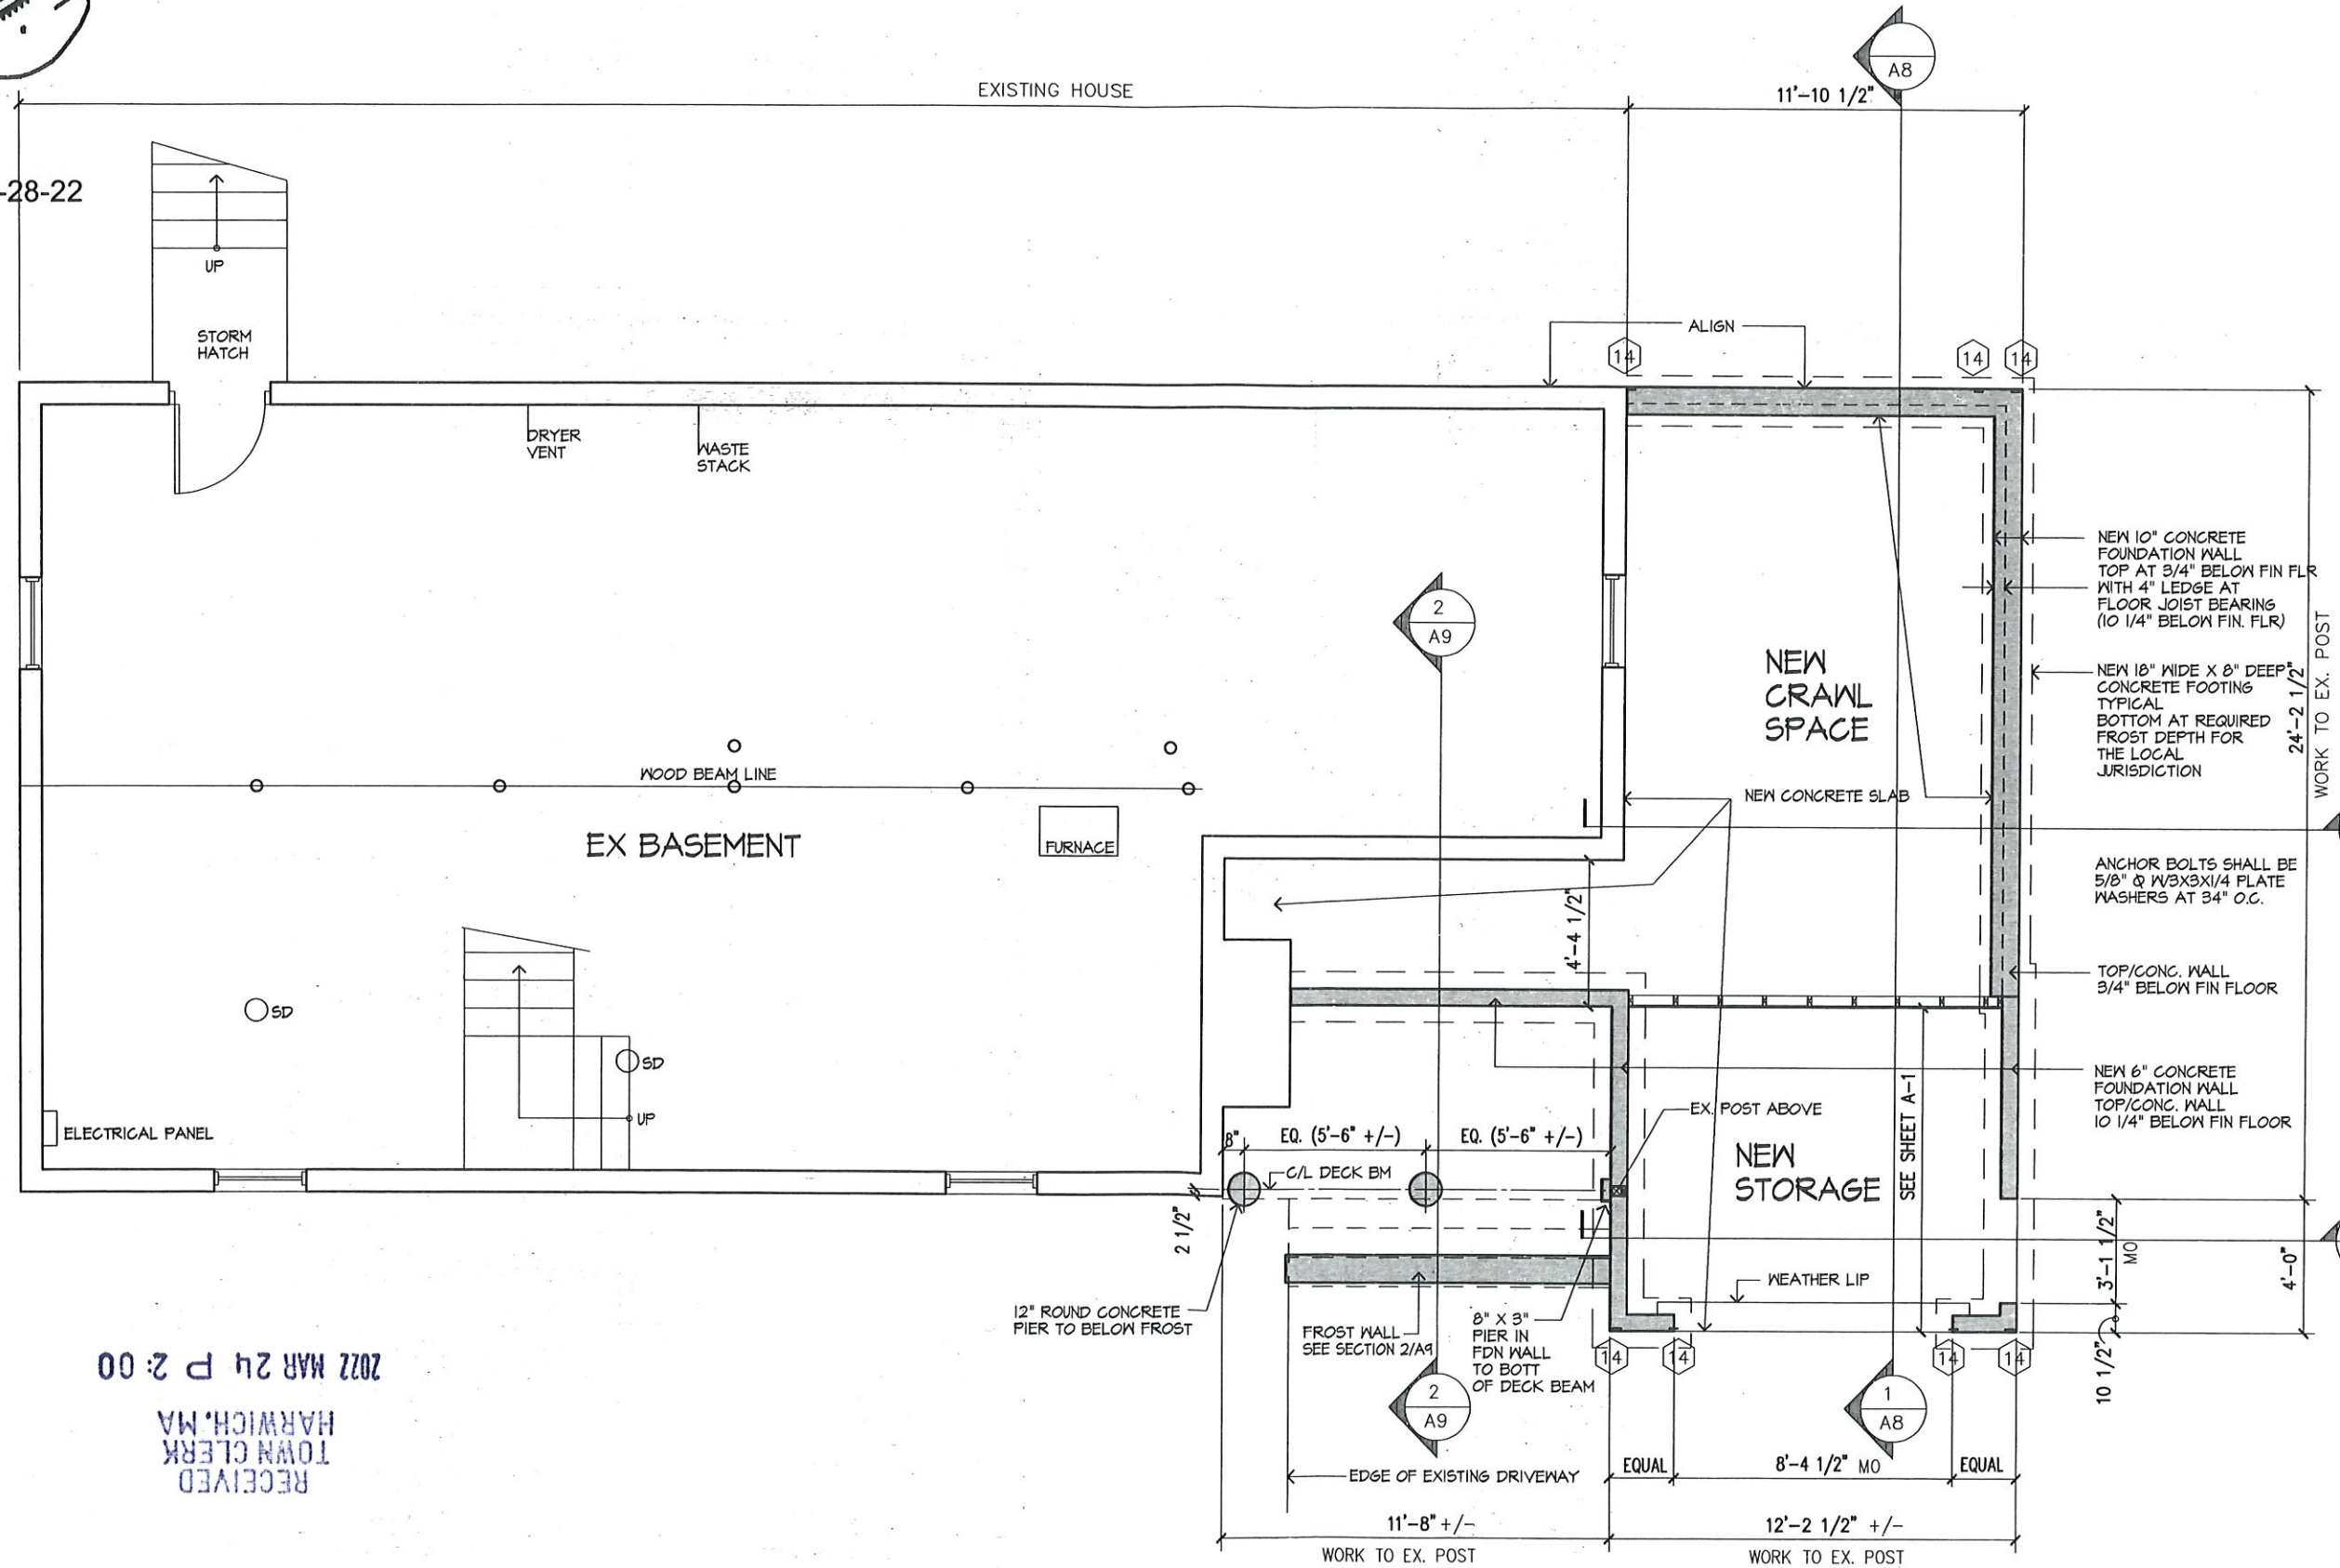 A8
EXISTING HOUSE
11'-10 1/2"
-28-22
UP
STORM
HATCH
ALIGN
14
14
14
DRYER
VENT
WASTE
STACK
NEW 10" CONCRETE
FOUNDATION WALL
TOP AT 3/4" BELOW FIN FLR
WITH 4" LEDGE AT
FLOOR JOIST BEARING
(10 1/4" BELOW FIN. FLR)
2
A9
NEW
CRAWL
SPACE
NEW 18" WIDE X 8" DEEP
CONCRETE FOOTING
TYPICAL
BOTTOM AT REQUIRED
FROST DEPTH FOR
THE LOCAL
JURISDICTION
24'-2 1/2"
WORK TO EX. POST
WOOD BEAM LINE
NEW CONCRETE SLAB
EX BASEMENT
FURNACE
ANCHOR BOLTS SHALL BE
5/8" Φ W/3X3X1/4 PLATE
WASHERS AT 34" O.C.
4'-4 1/2"
TOP/CONC. WALL
3/4" BELOW FIN FLOOR
SD
SD
UP
NEW 6" CONCRETE
FOUNDATION WALL
TOP/CONC. WALL
10 1/4" BELOW FIN FLOOR
SEE SHEET A-1
EX. POST ABOVE
ELECTRICAL PANEL
8"
EQ. (5'-6" +/-)
EQ. (5'-6" +/-)
C/L DECK BM
NEW
STORAGE
2 1/2"
3'-1 1/2"
MO
4'-0"
WEATHER LIP
12" ROUND CONCRETE
PIER TO BELOW FROST
FROST WALL
SEE SECTION 2/A9
8" X 3"
PIER IN
FDN WALL
TO BOTT
OF DECK BEAM
14
14
14
14
10 1/2"
2
A9
1
A8
EDGE OF EXISTING DRIVEWAY
EQUAL
8'-4 1/2" MO
EQUAL
11'-8" +/-
WORK TO EX. POST
12'-2 1/2" +/-
WORK TO EX. POST
RECEIVED
TOWN CLERK
HARWICH, MA
2022 MAR 24 P 2:00